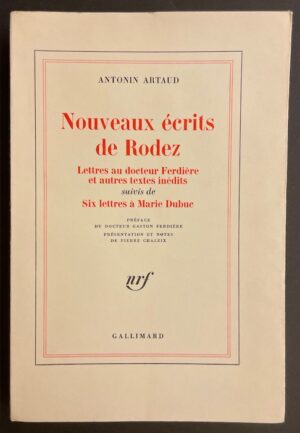 ANTONIN ARTAUD
Nouveaux écrits
de Rodez
Lettres au docteur Ferdière
et autres textes inédits
suivis de
Six lettres à Marie Dubuc
PRÉFACE
DU DOCTEUR GASTON FERDIÈRE
PRÉSENTATION ET NOTES
DE PIERRE CHALEIX
nrf
GALLIMARD